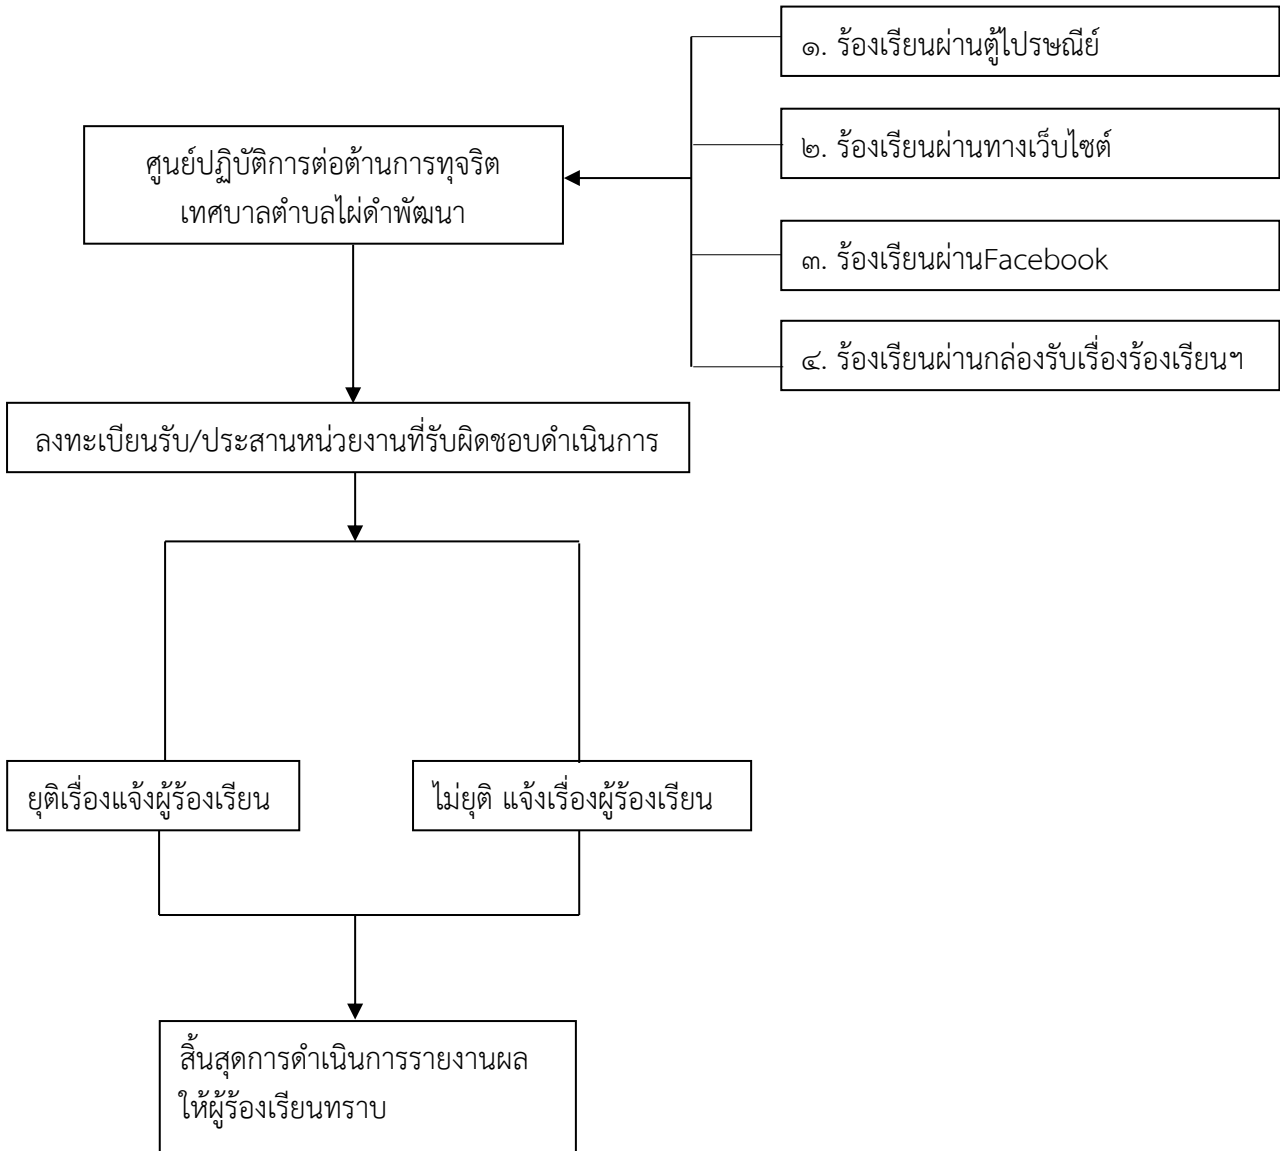 ๑. ร้องเรียนผ่านตู้ไปรษณีย์
ศูนย์ปฏิบัติการต่อต้านการทุจริต
เทศบาลตำบลไผ่ดำพัฒนา
๒. ร้องเรียนผ่านทางเว็บไซต์
๓. ร้องเรียนผ่านFacebook
๔. ร้องเรียนผ่านกล่องรับเรื่องร้องเรียนฯ
ลงทะเบียนรับ/ประสานหน่วยงานที่รับผิดชอบดำเนินการ
ยุติเรื่องแจ้งผู้ร้องเรียน
ไม่ยุติ แจ้งเรื่องผู้ร้องเรียน
สิ้นสุดการดำเนินการรายงานผล
ให้ผู้ร้องเรียนทราบ